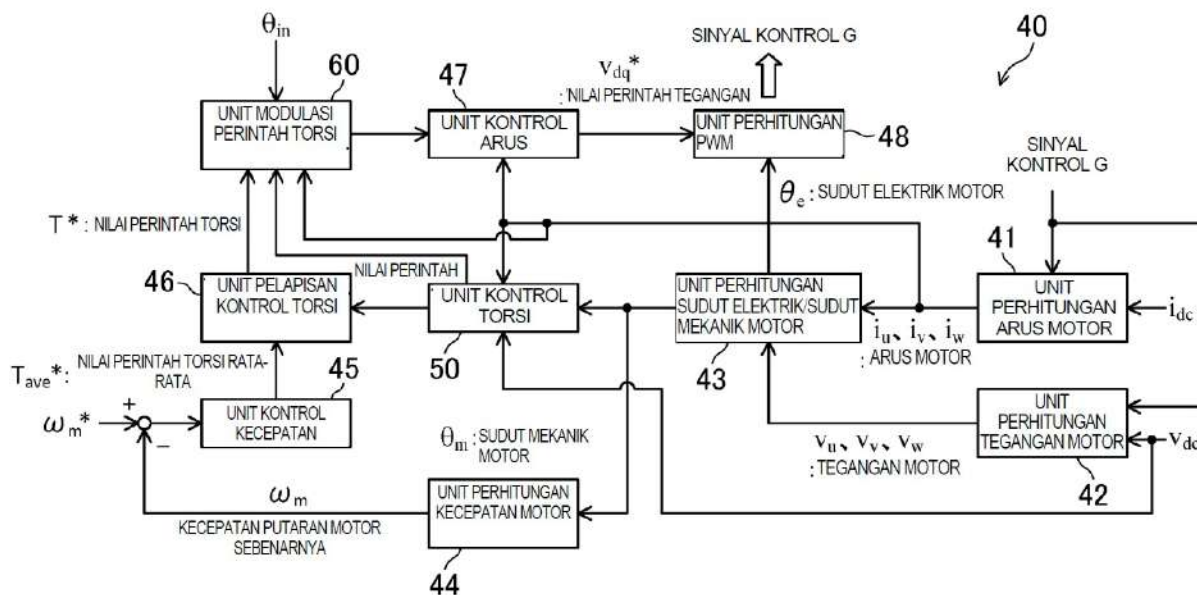 θin
60
UNIT MODULASI
PERINTAH TORSI
47
UNIT KONTROL
ARUS
vdq*
: NILAI PERINTAH TEGANGAN
SINYAL KONTROL G
UNIT PERHITUNGAN
PWM
48
40
SINYAL
KONTROL G
θe : SUDUT ELEKTRIK MOTOR
T* : NILAI PERINTAH TORSI
NILAI PERINTAH
46
UNIT PELAPISAN
KONTROL TORSI
UNIT KONTROL
TORSI
50
UNIT PERHITUNGAN
SUDUT ELEKTRIK/SUDUT
MEKANIK MOTOR
43
41
UNIT
PERHITUNGAN
ARUS MOTOR
idc
iu、iv、iw
: ARUS MOTOR
Tave* : NILAI PERINTAH TORSI RATA-
RATA
45
+
ωm*
−
UNIT KONTROL
KECEPATAN
θm : SUDUT MEKANIK
MOTOR
UNIT
PERHITUNGAN
TEGANGAN MOTOR
vdc
42
vu、vv、vw
: TEGANGAN MOTOR
ωm
KECEPATAN PUTARAN MOTOR
SEBENARNYA
UNIT PERHITUNGAN
KECEPATAN MOTOR
44